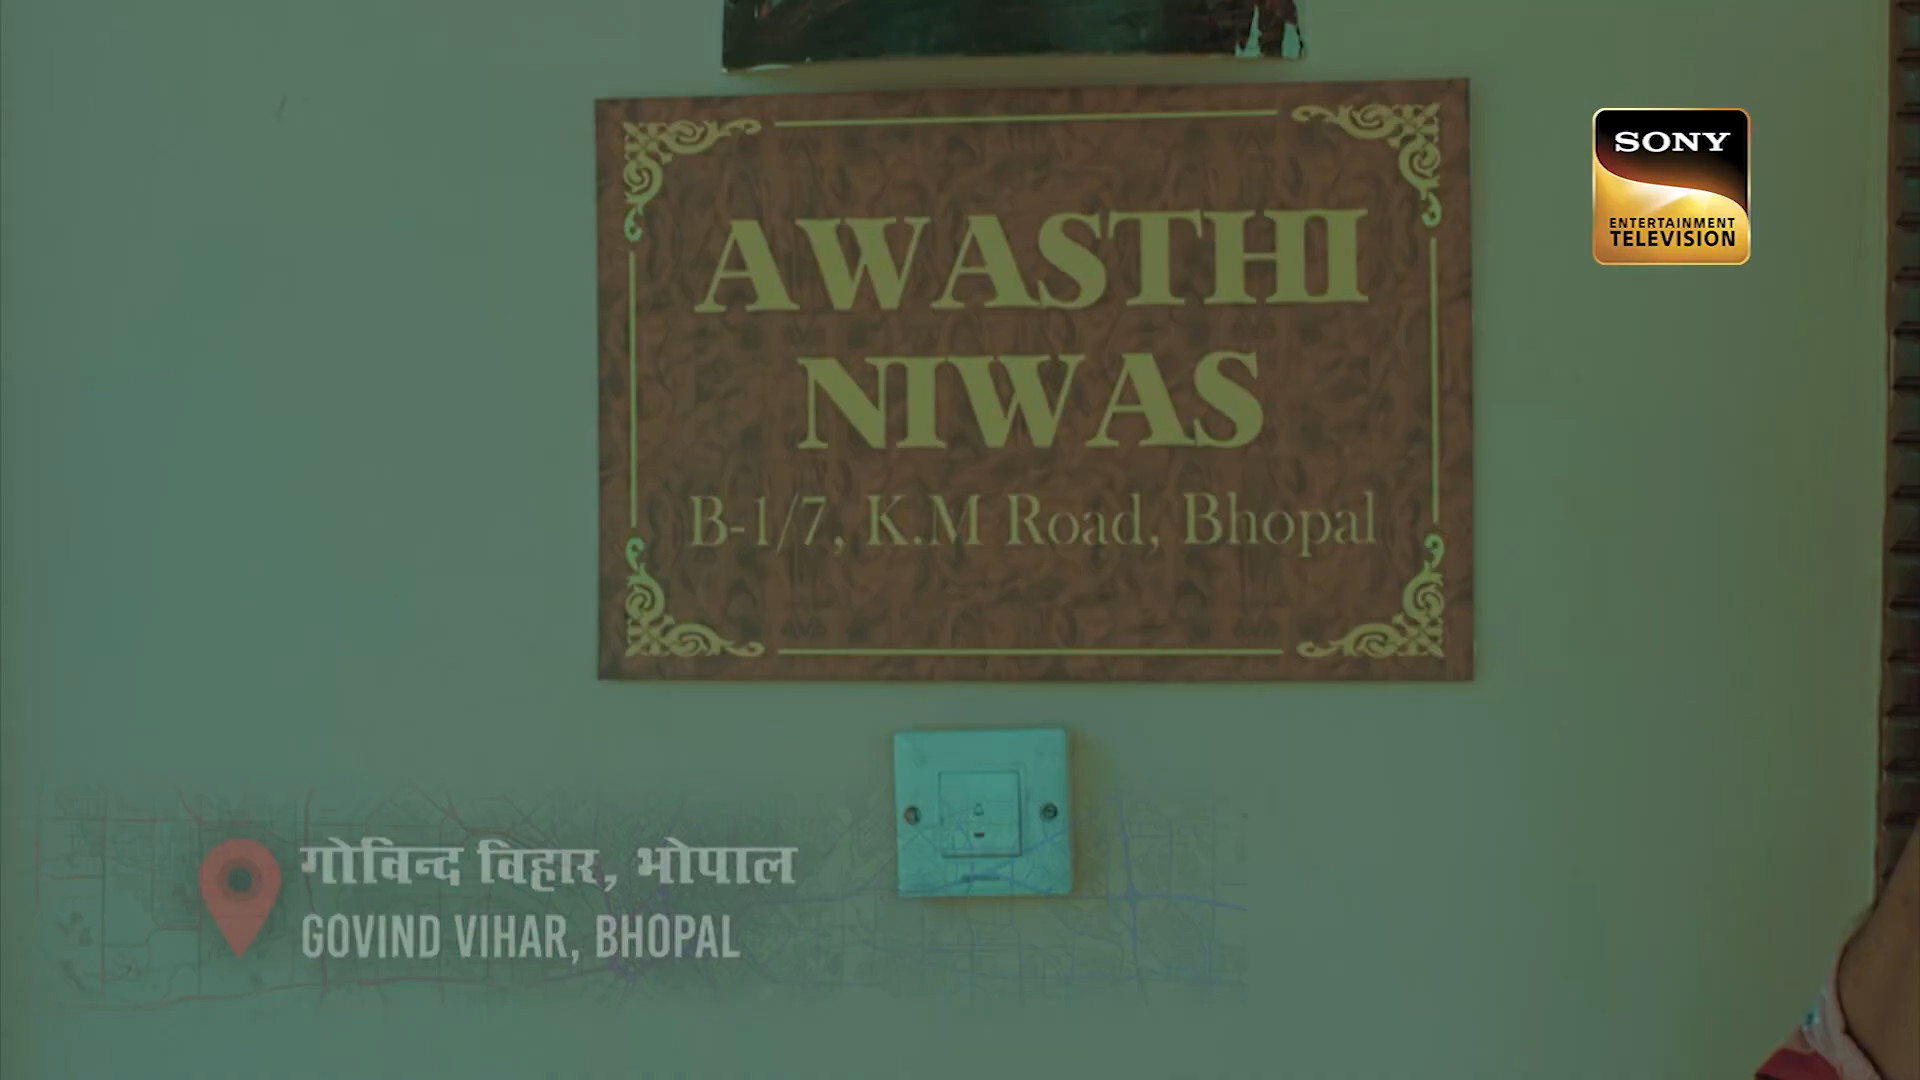 AWASTHI
NIWAS
B-1/7, K.M Road, Bhopal
SONY
ENTERTAINMENT
TELEVISION
गोविन्द विहार, भोपाल
GOVIND VIHAR, BHOPAL